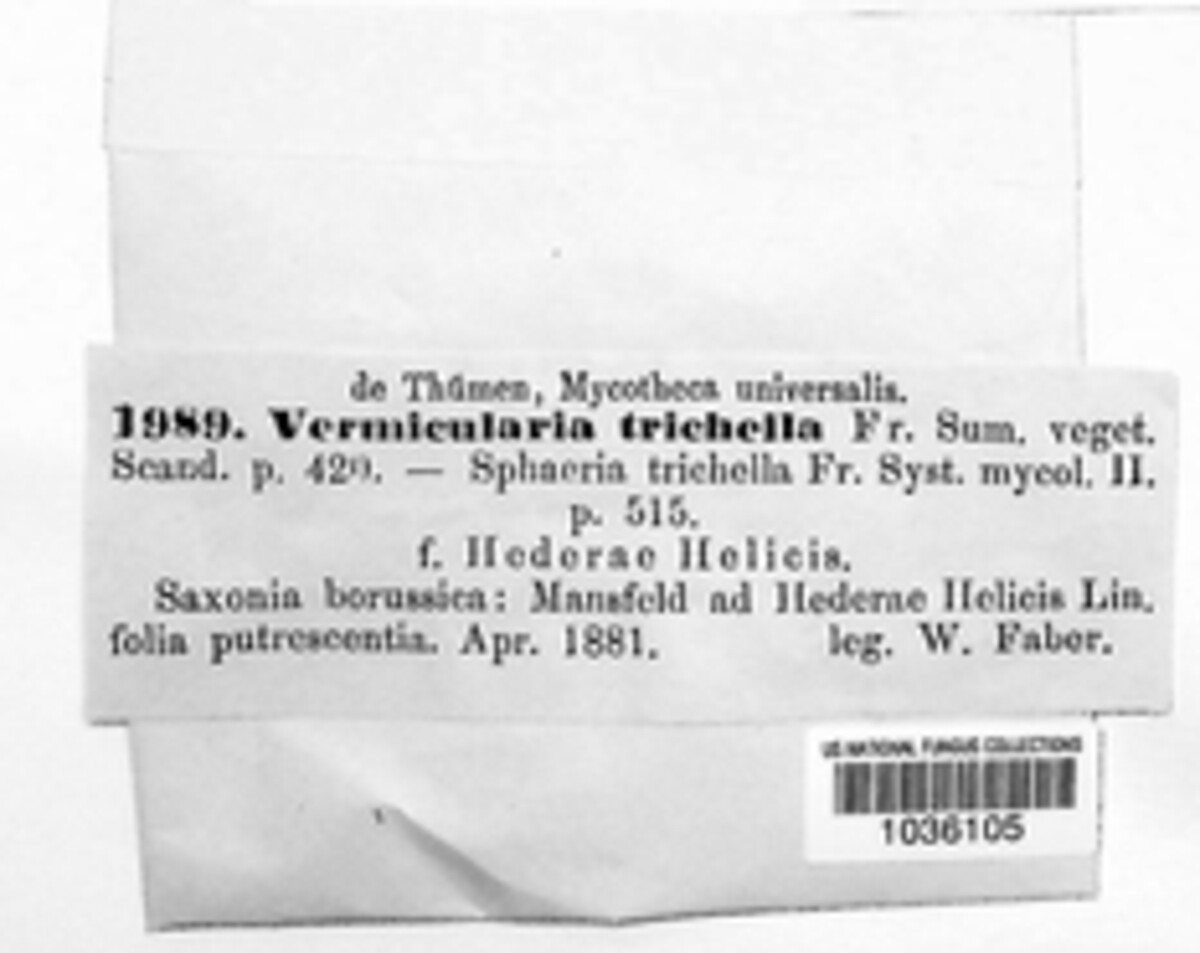 de Thümen, Mycotheca universalis.
1989. Vermicularia trichella Fr. Sum. veget.
Scand. p. 420. — Sphaeria trichella Fr. Syst. mycol. II.
p. 515.
f. Hederae Helicis.
Saxonia borussica: Mansfeld ad Hederae Helicis Lin.
folia putrescentia. Apr. 1881. leg. W. Faber.
US NATIONAL FUNGUS COLLECTIONS
1036105